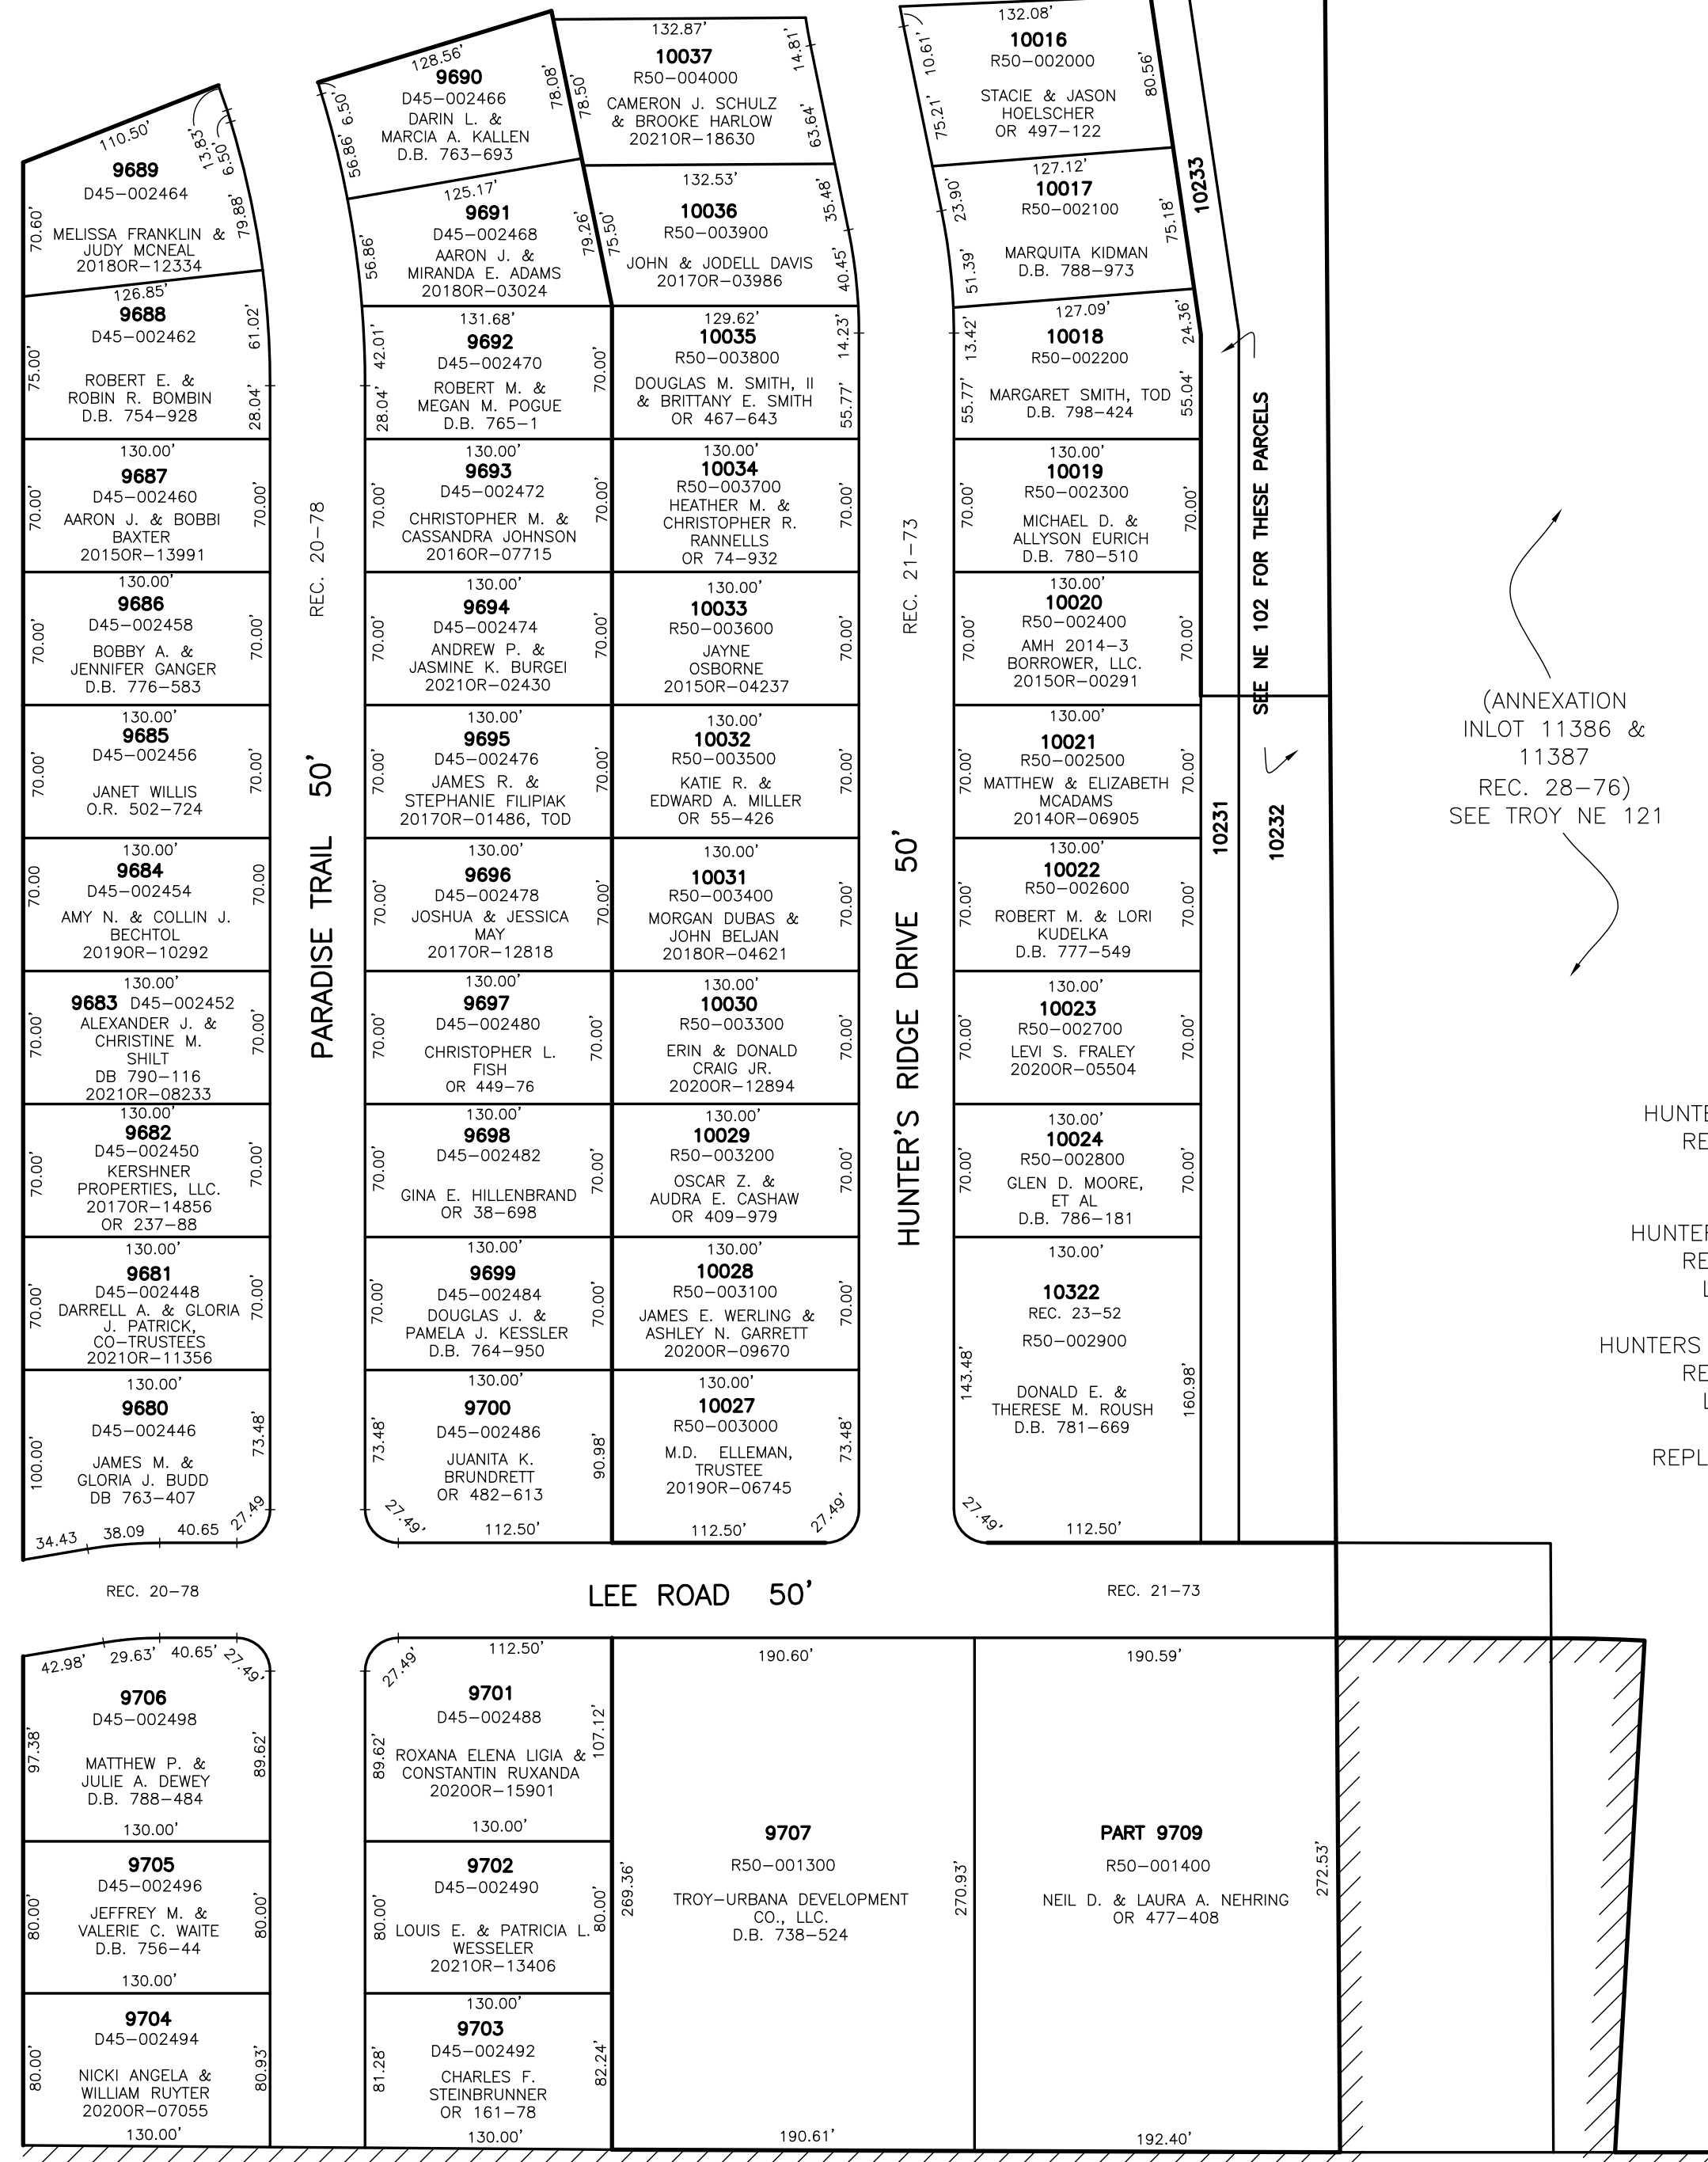 110.50'
13.83'
6.50'
9689
D45-002464
70.60'
79.88'
MELISSA FRANKLIN &
JUDY MCNEAL
2018OR-12334
126.85'
9688
D45-002462
61.02'
75.00'
ROBERT E. &
ROBIN R. BOMBIN
D.B. 754-928
28.04'
130.00'
9687
D45-002460
70.00'
70.00'
AARON J. & BOBBI
BAXTER
2015OR-13991
130.00'
9686
D45-002458
70.00'
70.00'
BOBBY A. &
JENNIFER GANGER
D.B. 776-583
130.00'
9685
D45-002456
70.00'
70.00'
JANET WILLIS
O.R. 502-724
130.00'
9684
D45-002454
70.00
70.00
AMY N. & COLLIN J.
BECHTOL
2019OR-10292
130.00'
9683 D45-002452
70.00'
70.00'
ALEXANDER J. &
CHRISTINE M.
SHILT
DB 790-116
2021OR-08233
130.00'
9682
D45-002450
70.00'
70.00'
KERSHNER
PROPERTIES, LLC.
2017OR-14856
OR 237-88
130.00'
9681
D45-002448
70.00'
70.00'
DARRELL A. & GLORIA
J. PATRICK,
CO-TRUSTEES
2021OR-11356
130.00'
9680
D45-002446
100.00'
73.48'
JAMES M. &
GLORIA J. BUDD
DB 763-407
34.43
38.09
40.65
27.49
REC. 20-78
PARADISE TRAIL 50'
128.56'
6.50'
56.86'
9690
D45-002466
78.08'
DARIN L. &
MARCIA A. KALLEN
D.B. 763-693
125.17'
9691
D45-002468
56.86'
79.26'
AARON J. &
MIRANDA E. ADAMS
2018OR-03024
131.68'
9692
D45-002470
42.01'
28.04'
70.00'
ROBERT M. &
MEGAN M. POGUE
D.B. 765-1
130.00'
9693
D45-002472
70.00'
70.00'
CHRISTOPHER M. &
CASSANDRA JOHNSON
2016OR-07715
130.00'
9694
D45-002474
70.00'
70.00'
ANDREW P. &
JASMINE K. BURGEI
2021OR-02430
130.00'
9695
D45-002476
70.00'
70.00'
JAMES R. &
STEPHANIE FILIPIAK
2017OR-01486, TOD
130.00'
9696
D45-002478
70.00'
70.00'
JOSHUA & JESSICA
MAY
2017OR-12818
130.00'
9697
D45-002480
70.00'
70.00'
CHRISTOPHER L.
FISH
OR 449-76
130.00'
9698
D45-002482
70.00'
70.00'
GINA E. HILLENBRAND
OR 38-698
130.00'
9699
D45-002484
70.00'
70.00'
DOUGLAS J. &
PAMELA J. KESSLER
D.B. 764-950
130.00'
9700
D45-002486
73.48'
90.98'
JUANITA K.
BRUNDRETT
OR 482-613
27.49'
112.50'
132.87'
10037
R50-004000
14.81'
78.50'
63.64'
CAMERON J. SCHULZ
& BROOKE HARLOW
2021OR-18630
132.53'
10036
R50-003900
35.48'
75.50'
40.45'
JOHN & JODELL DAVIS
2017OR-03986
129.62'
10035
R50-003800
14.23'
55.77'
DOUGLAS M. SMITH, II
& BRITTANY E. SMITH
OR 467-643
130.00'
10034
R50-003700
70.00'
HEATHER M. &
CHRISTOPHER R.
RANNELLS
OR 74-932
130.00'
10033
R50-003600
70.00'
JAYNE
OSBORNE
2015OR-04237
130.00'
10032
R50-003500
70.00'
KATIE R. &
EDWARD A. MILLER
OR 55-426
130.00'
10031
R50-003400
70.00'
MORGAN DUBAS &
JOHN BELJAN
2018OR-04621
130.00'
10030
R50-003300
70.00'
ERIN & DONALD
CRAIG JR.
2020OR-12894
130.00'
10029
R50-003200
70.00'
OSCAR Z. &
AUDRA E. CASHAW
OR 409-979
130.00'
10028
R50-003100
70.00'
JAMES E. WERLING &
ASHLEY N. GARRETT
2020OR-09670
130.00'
10027
R50-003000
73.48'
M.D. ELLEMAN,
TRUSTEE
2019OR-06745
112.50'
27.49'
REC. 21-73
HUNTER'S RIDGE DRIVE 50'
132.08'
10016
R50-002000
10.61'
75.21'
80.56'
STACIE & JASON
HOELSCHER
OR 497-122
127.12'
10017
R50-002100
23.90'
51.39'
75.18'
MARQUITA KIDMAN
D.B. 788-973
127.09'
10018
R50-002200
13.42'
24.36'
55.77'
55.04'
MARGARET SMITH, TOD
D.B. 798-424
130.00'
10019
R50-002300
70.00'
70.00'
MICHAEL D. &
ALLYSON EURICH
D.B. 780-510
130.00'
10020
R50-002400
70.00'
70.00'
AMH 2014-3
BORROWER, LLC.
2015OR-00291
130.00'
10021
R50-002500
70.00'
70.00'
MATTHEW & ELIZABETH
MCADAMS
2014OR-06905
130.00'
10022
R50-002600
70.00'
70.00'
ROBERT M. & LORI
KUDELKA
D.B. 777-549
130.00'
10023
R50-002700
70.00'
70.00'
LEVI S. FRALEY
2020OR-05504
130.00'
10024
R50-002800
70.00'
70.00'
GLEN D. MOORE,
ET AL
D.B. 786-181
130.00'
10322
REC. 23-52
R50-002900
143.48'
160.98'
DONALD E. &
THERESE M. ROUSH
D.B. 781-669
27.49'
112.50'
10233
SEE NE 102 FOR THESE PARCELS
10231
10232
(ANNEXATION
INLOT 11386 &
11387
REC. 28-76)
SEE TROY NE 121
HUNTE
RE
HUNTER
RE
L
HUNTERS
RE
L
REPL
REC. 20-78
LEE ROAD 50'
REC. 21-73
42.98'
29.63'
40.65'
27.49'
9706
D45-002498
97.38'
89.62'
MATTHEW P. &
JULIE A. DEWEY
D.B. 788-484
130.00'
9705
D45-002496
80.00'
80.00'
JEFFREY M. &
VALERIE C. WAITE
D.B. 756-44
130.00'
9704
D45-002494
80.00'
80.93'
NICKI ANGELA &
WILLIAM RUYTER
2020OR-07055
130.00'
27.49'
112.50'
9701
D45-002488
107.12'
89.62'
ROXANA ELENA LIGIA &
CONSTANTIN RUXANDA
2020OR-15901
130.00'
9702
D45-002490
80.00'
80.00'
LOUIS E. & PATRICIA L.
WESSELER
2021OR-13406
130.00'
9703
D45-002492
81.28'
82.24'
CHARLES F.
STEINBRUNNER
OR 161-78
130.00'
190.60'
9707
R50-001300
269.36'
270.93'
TROY-URBANA DEVELOPMENT
CO., LLC.
D.B. 738-524
190.61'
190.59'
PART 9709
R50-001400
272.53'
NEIL D. & LAURA A. NEHRING
OR 477-408
192.40'